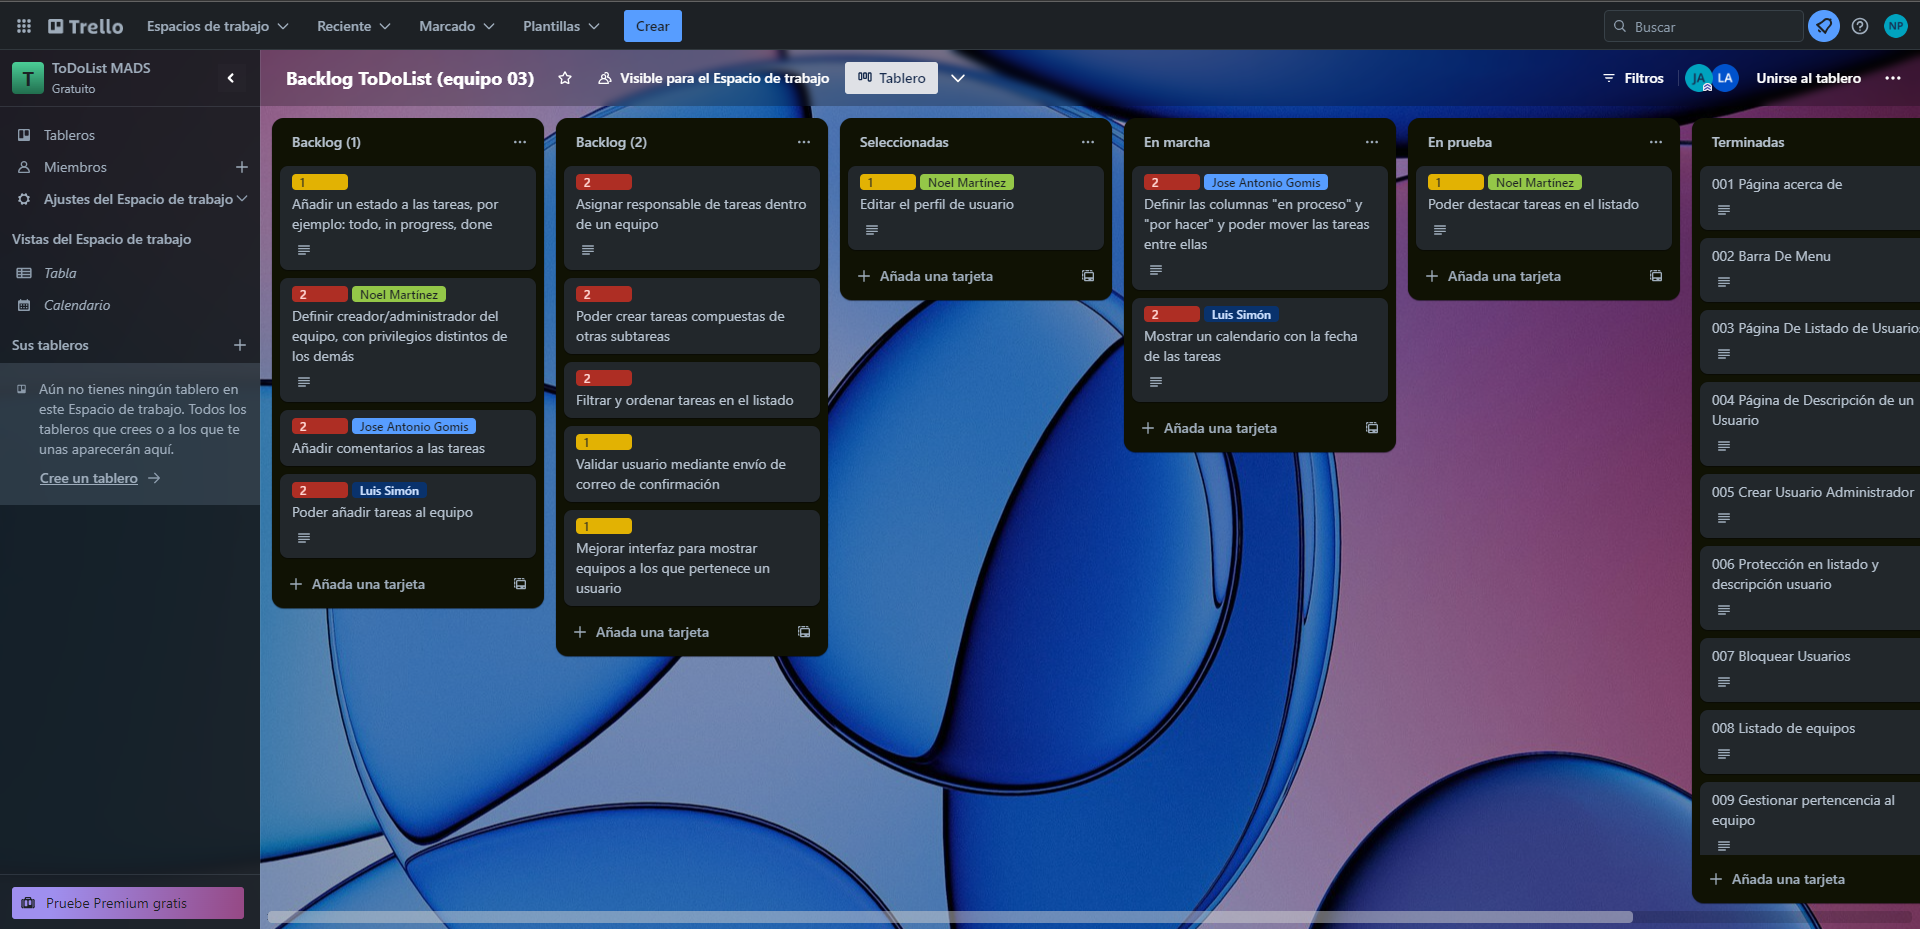 Trello
Espacios de trabajo
Reciente
Marcado
Plantillas
Crear
Buscar
NP
T
ToDoList MADS
Gratuito
Tableros
Miembros
Ajustes del Espacio de trabajo
Vistas del Espacio de trabajo
Tabla
Calendario
Sus tableros
Aún no tienes ningún tablero en
este Espacio de trabajo. Todos los
tableros que crees o a los que te
unas aparecerán aquí.
Cree un tablero
Pruebe Premium gratis
Backlog ToDoList (equipo 03)
Visible para el Espacio de trabajo
Tablero
Filtros
JA
LA
Unirse al tablero
Backlog (1)
1
Añadir un estado a las tareas, por
ejemplo: todo, in progress, done
2 Noel Martínez
Definir creador/administrador del
equipo, con privilegios distintos de
los demás
2 Jose Antonio Gomis
Añadir comentarios a las tareas
2 Luis Simón
Poder añadir tareas al equipo
Añada una tarjeta
Backlog (2)
2
Asignar responsable de tareas dentro
de un equipo
2
Poder crear tareas compuestas de
otras subtareas
2
Filtrar y ordenar tareas en el listado
1
Validar usuario mediante envío de
correo de confirmación
1
Mejorar interfaz para mostrar
equipos a los que pertenece un
usuario
Añada una tarjeta
Seleccionadas
1 Noel Martínez
Editar el perfil de usuario
Añada una tarjeta
En marcha
2 Jose Antonio Gomis
Definir las columnas "en proceso" y
"por hacer" y poder mover las tareas
entre ellas
2 Luis Simón
Mostrar un calendario con la fecha
de las tareas
Añada una tarjeta
En prueba
1 Noel Martínez
Poder destacar tareas en el listado
Añada una tarjeta
Terminadas
001 Página acerca de
002 Barra De Menu
003 Página De Listado de Usuarios
004 Página de Descripción de un
Usuario
005 Crear Usuario Administrador
006 Protección en listado y
descripción usuario
007 Bloquear Usuarios
008 Listado de equipos
009 Gestionar pertencencia al
equipo
Añada una tarjeta